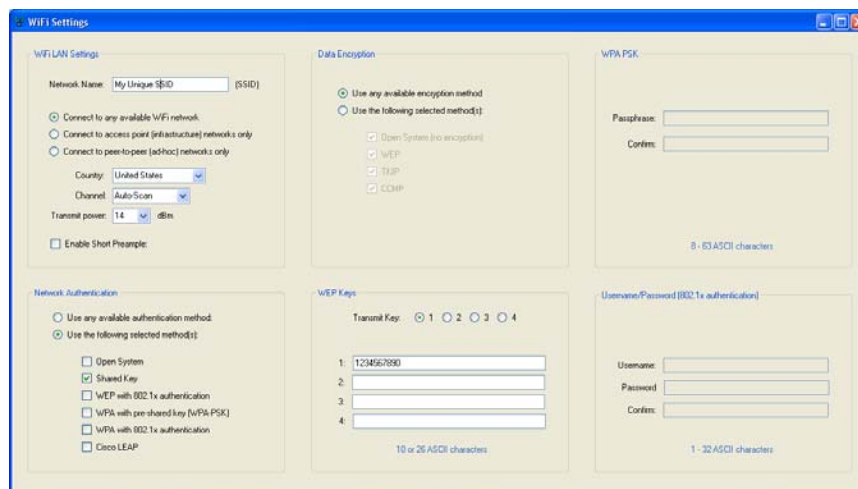 WiFi Settings
WiFi LAN Settings
Network Name: My Unique SSID (SSID)
Connect to any available WiFi network
Connect to access point (infrastructure) networks only
Connect to peer-to-peer (ad-hoc) networks only
Country: United States
Channel: Auto-Scan
Transmit power: 14 dBm
Enable Short Preample:
Data Encryption
Use any available encryption method
Use the following selected method(s):
Open System (no encryption)
WEP
TKIP
CCMP
WPA PSK
Passphrase:
Confirm:
8 - 63 ASCII characters
Network Authentication
Use any available authentication method:
Use the following selected method(s):
Open System
Shared Key
WEP with 802.1x authentication
WPA with pre-shared key (WPA-PSK)
WPA with 802.1x authentication
Cisco LEAP
WEP Keys
Transmit Key: 1 2 3 4
1: 1234567890
2:
3:
4:
10 or 26 ASCII characters
Username/Password (802.1x authentication)
Username:
Password
Confirm:
1 - 32 ASCII characters